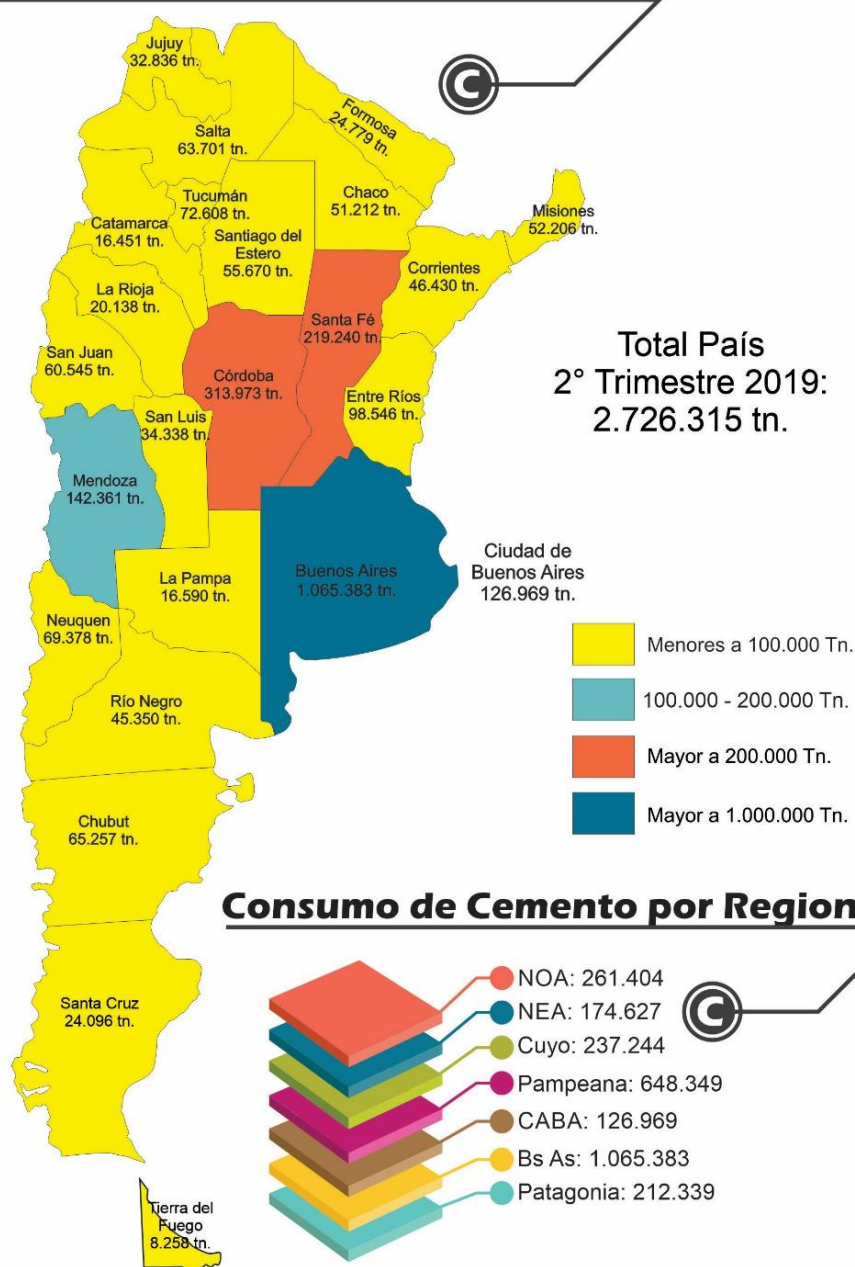 Jujuy
32.836 tn.
Formosa
24.779 tn.
Salta
63.701 tn.
Chaco
51.212 tn.
Misiones
52.206 tn.
Tucumán
72.608 tn.
Catamarca
16.451 tn.
Santiago del
Estero
55.670 tn.
Corrientes
46.430 tn.
La Rioja
20.138 tn.
Santa Fé
219.240 tn.
San Juan
60.545 tn.
Córdoba
313.973 tn.
Entre Ríos
98.546 tn.
San Luis
34.338 tn.
Mendoza
142.361 tn.
Total País
2° Trimestre 2019:
2.726.315 tn.
La Pampa
16.590 tn.
Buenos Aires
1.065.383 tn.
Ciudad de
Buenos Aires
126.969 tn.
Neuquen
69.378 tn.
Río Negro
45.350 tn.
Chubut
65.257 tn.
Santa Cruz
24.096 tn.
Tierra del
Fuego
8.258 tn.
Menores a 100.000 Tn.
100.000 - 200.000 Tn.
Mayor a 200.000 Tn.
Mayor a 1.000.000 Tn.
Consumo de Cemento por Region
NOA: 261.404
NEA: 174.627
Cuyo: 237.244
Pampeana: 648.349
CABA: 126.969
Bs As: 1.065.383
Patagonia: 212.339
C
C